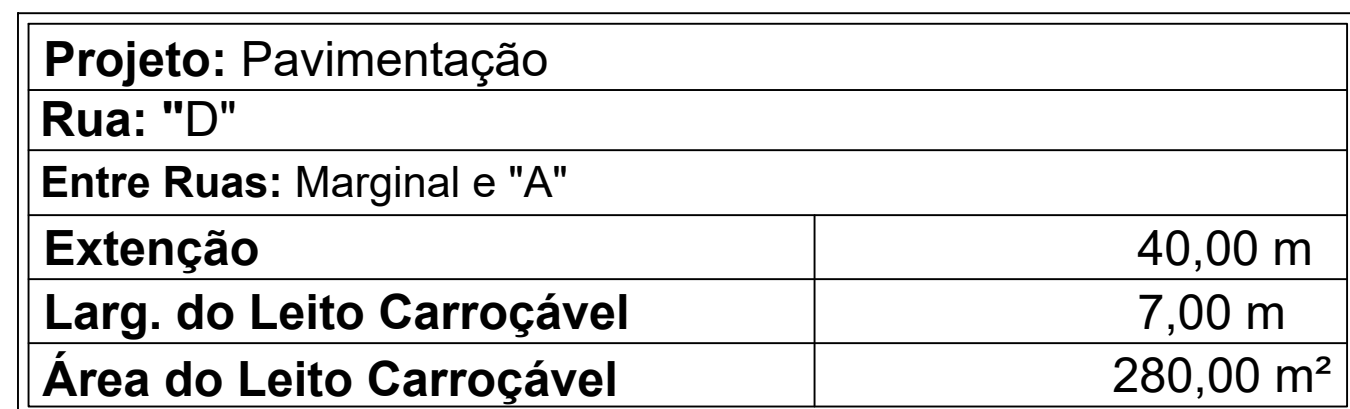 Projeto: Pavimentação
Rua: "D"
Entre Ruas: Marginal e "A"
Extenção 40,00 m
Larg. do Leito Carroçável 7,00 m
Área do Leito Carroçável 280,00 m²